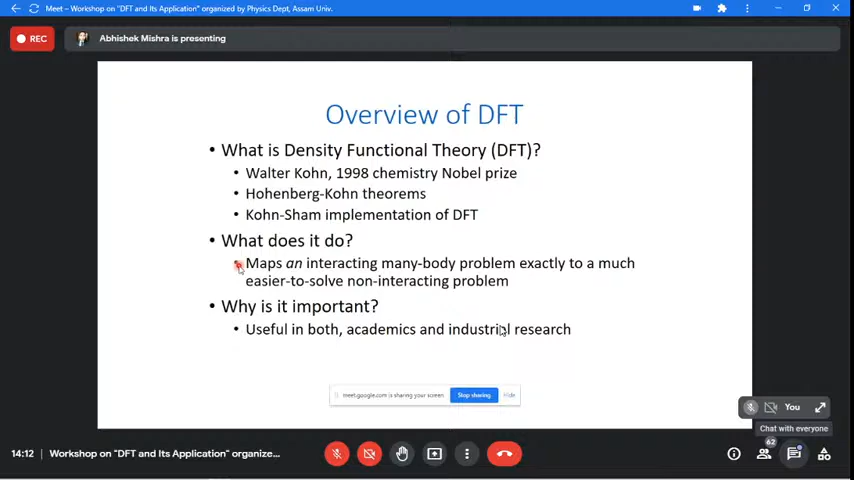 Meet – Workshop on "DFT and Its Application" organized by Physics Dept, Assam Univ.
REC
Abhishek Mishra is presenting
Overview of DFT
• What is Density Functional Theory (DFT)?
• Walter Kohn, 1998 chemistry Nobel prize
• Hohenberg-Kohn theorems
• Kohn-Sham implementation of DFT
• What does it do?
• Maps an interacting many-body problem exactly to a much
easier-to-solve non-interacting problem
• Why is it important?
• Useful in both, academics and industrial research
meet.google.com is sharing your screen Stop sharing Hide
You
Chat with everyone
62
14:12 Workshop on "DFT and Its Application" organize...